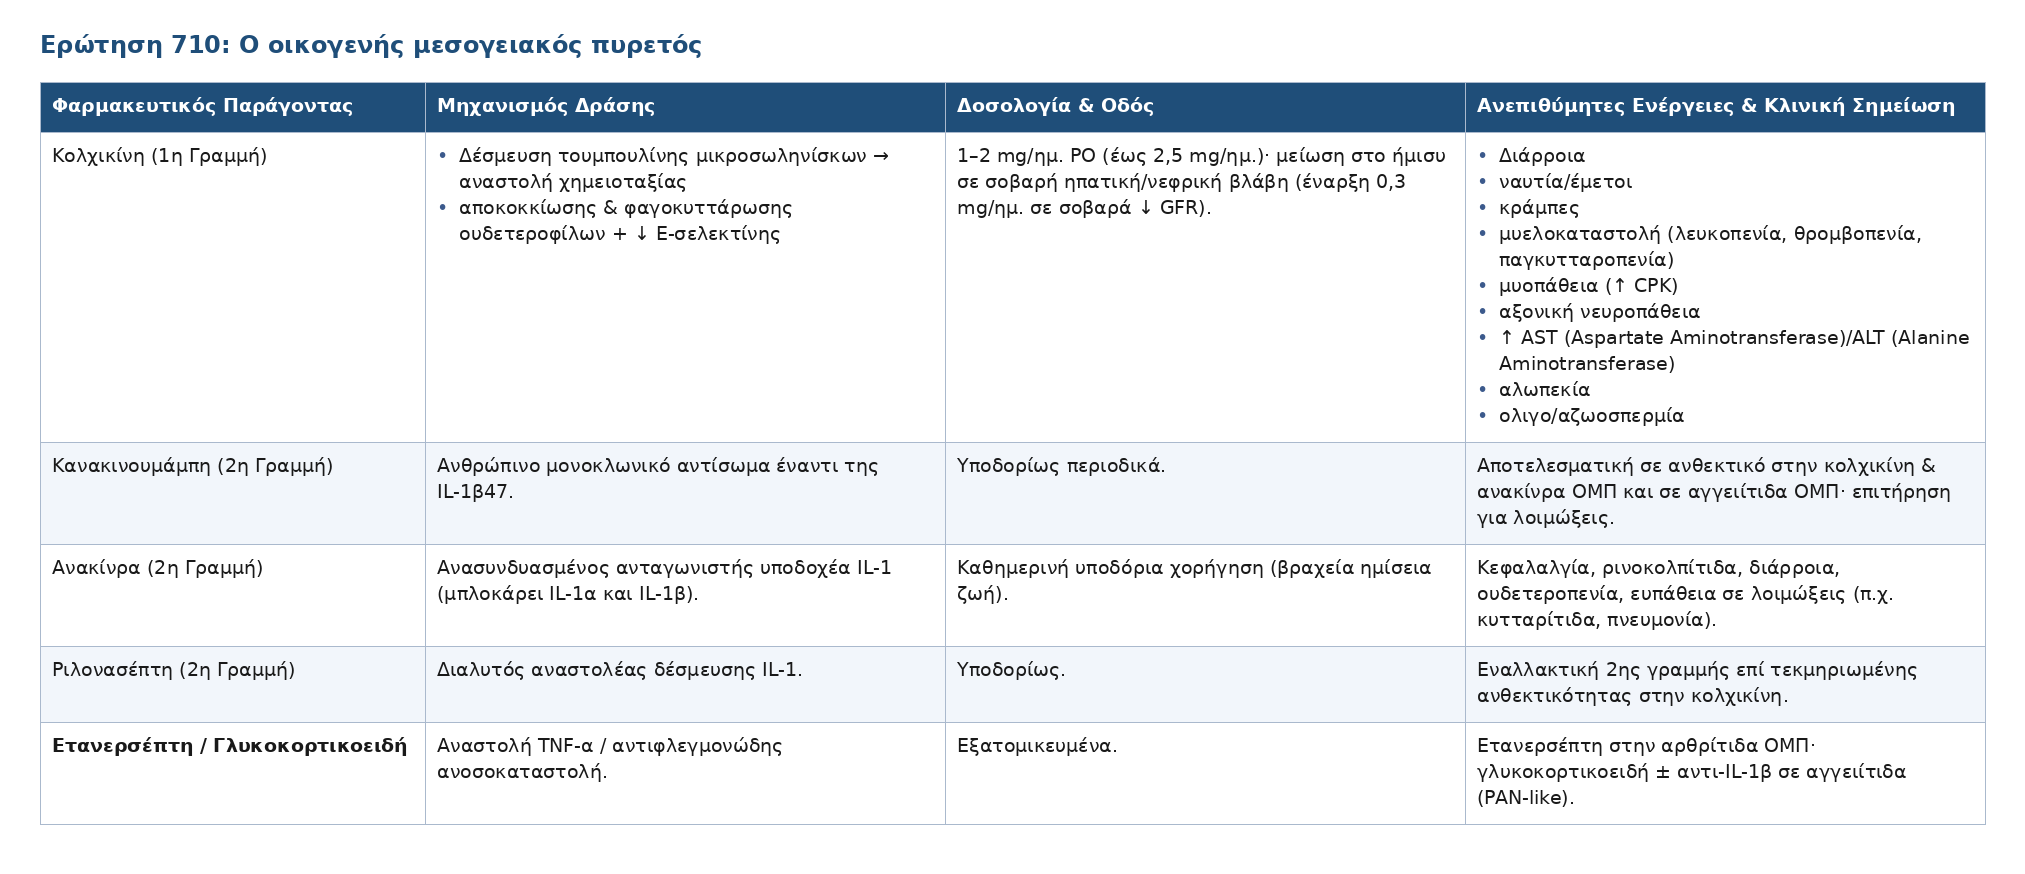 Ερώτηση 710: Ο οικογενής μεσογειακός πυρετός
Φαρμακευτικός Παράγοντας
Μηχανισμός Δράσης
Δοσολογία & Οδός
Ανεπιθύμητες Ενέργειες & Κλινική Σημείωση
Κολχικίνη (1η Γραμμή)
• Δέσμευση τουμπουλίνης μικροσωληνίσκων →
αναστολή χημειοταξίας
• αποκοκκίωσης & φαγοκυττάρωσης
ουδετεροφίλων + ↓ E-σελεκτίνης
1–2 mg/ημ. PO (έως 2,5 mg/ημ.)· μείωση στο ήμισυ
σε σοβαρή ηπατική/νεφρική βλάβη (έναρξη 0,3
mg/ημ. σε σοβαρά ↓ GFR).
• Διάρροια
• ναυτία/έμετοι
• κράμπες
• μυελοκαταστολή (λευκοπενία, θρομβοπενία,
παγκυτταροπενία)
• μυοπάθεια (↑ CPK)
• αξονική νευροπάθεια
• ↑ AST (Aspartate Aminotransferase)/ALT (Alanine
Aminotransferase)
• αλωπεκία
• ολιγο/αζωοσπερμία
Κανακινουμάμπη (2η Γραμμή)
Ανθρώπινο μονοκλωνικό αντίσωμα έναντι της
IL-1β47.
Υποδορίως περιοδικά.
Αποτελεσματική σε ανθεκτικό στην κολχικίνη &
ανακίνρα ΟΜΠ και σε αγγειίτιδα ΟΜΠ· επιτήρηση
για λοιμώξεις.
Ανακίνρα (2η Γραμμή)
Ανασυνδυασμένος ανταγωνιστής υποδοχέα IL-1
(μπλοκάρει IL-1α και IL-1β).
Καθημερινή υποδόρια χορήγηση (βραχεία ημίσεια
ζωή).
Κεφαλαλγία, ρινοκολπίτιδα, διάρροια,
ουδετεροπενία, ευπάθεια σε λοιμώξεις (π.χ.
κυτταρίτιδα, πνευμονία).
Ριλονασέπτη (2η Γραμμή)
Διαλυτός αναστολέας δέσμευσης IL-1.
Υποδορίως.
Εναλλακτική 2ης γραμμής επί τεκμηριωμένης
ανθεκτικότητας στην κολχικίνη.
Ετανερσέπτη / Γλυκοκορτικοειδή
Αναστολή TNF-α / αντιφλεγμονώδης
ανοσοκαταστολή.
Εξατομικευμένα.
Ετανερσέπτη στην αρθρίτιδα ΟΜΠ·
γλυκοκορτικοειδή ± αντι-IL-1β σε αγγειίτιδα
(PAN-like).